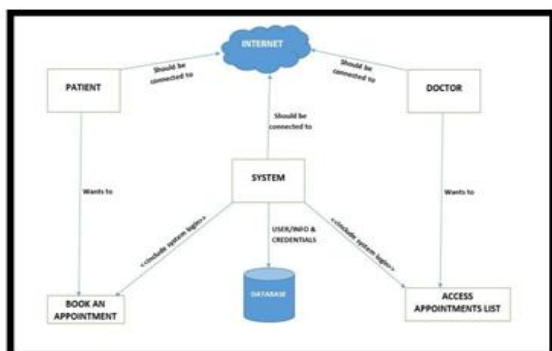 INTERNET
Should be
connected to
Should be
connected to
PATIENT
DOCTOR
Should be
connected to
SYSTEM
Wants to
Wants to
<<include system login>>
USER/INFO &
CREDENTIALS
<<include system login>>
BOOK AN
APPOINTMENT
DATABASE
ACCESS
APPOINTMENTS LIST